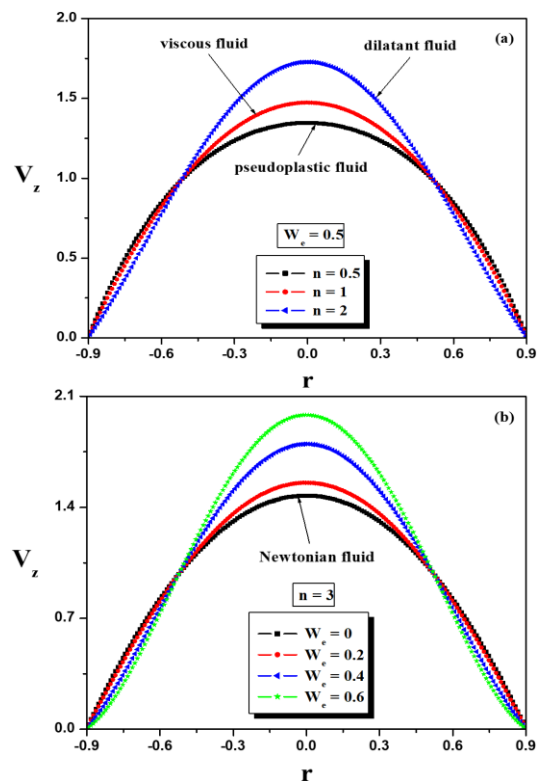 (a)
viscous fluid
dilatant fluid
pseudoplastic fluid
W_e = 0.5
n = 0.5
n = 1
n = 2
V_z
2.0
1.5
1.0
0.5
0.0
-0.9 -0.6 -0.3 0.0 0.3 0.6 0.9
r
(b)
Newtonian fluid
n = 3
W_e = 0
W_e = 0.2
W_e = 0.4
W_e = 0.6
V_z
2.1
1.4
0.7
0.0
-0.9 -0.6 -0.3 0.0 0.3 0.6 0.9
r